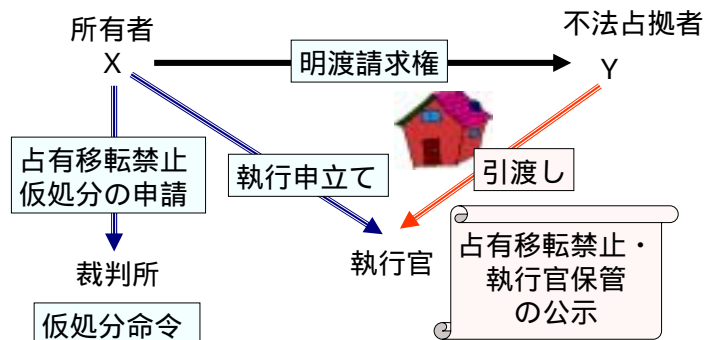 所有者
X
不法占拠者
Y
明渡請求権
占有移転禁止
仮処分の申請
執行申立て
引渡し
裁判所
執行官
占有移転禁止・
執行官保管
の公示
仮処分命令